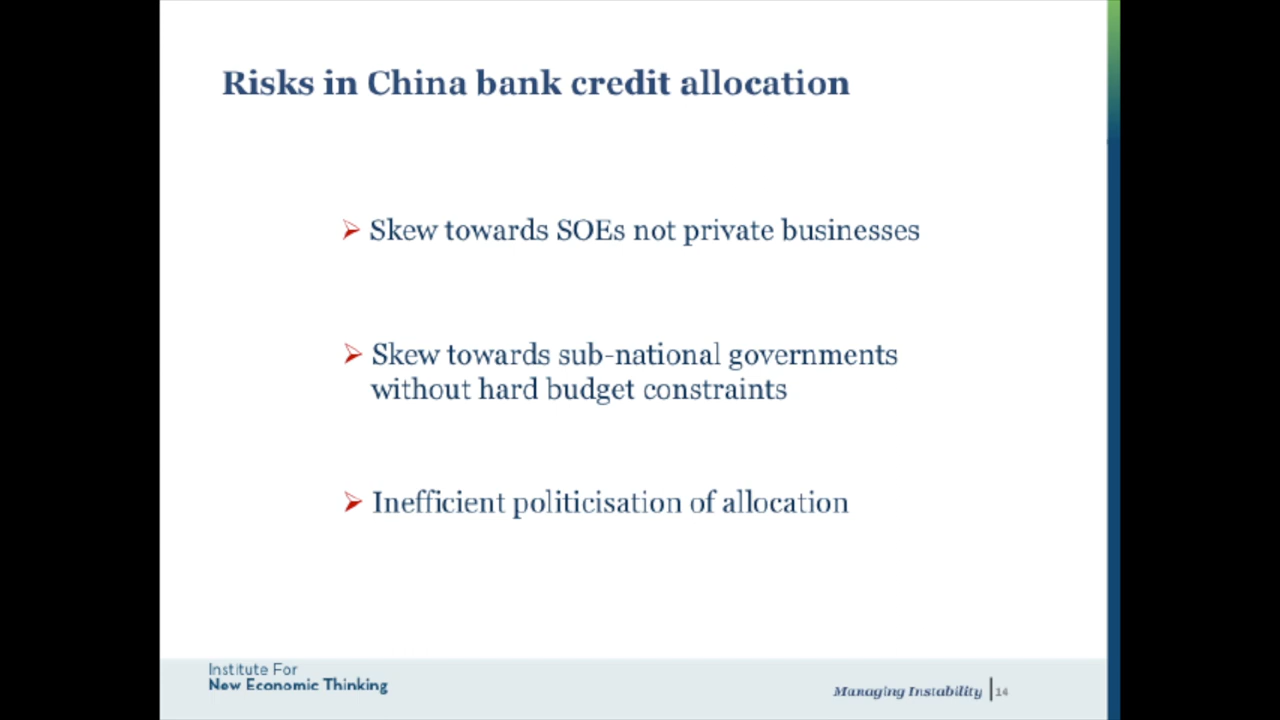 Risks in China bank credit allocation
Skew towards SOEs not private businesses
Skew towards sub-national governments
without hard budget constraints
Inefficient politicisation of allocation
Institute For
New Economic Thinking
Managing Instability 14